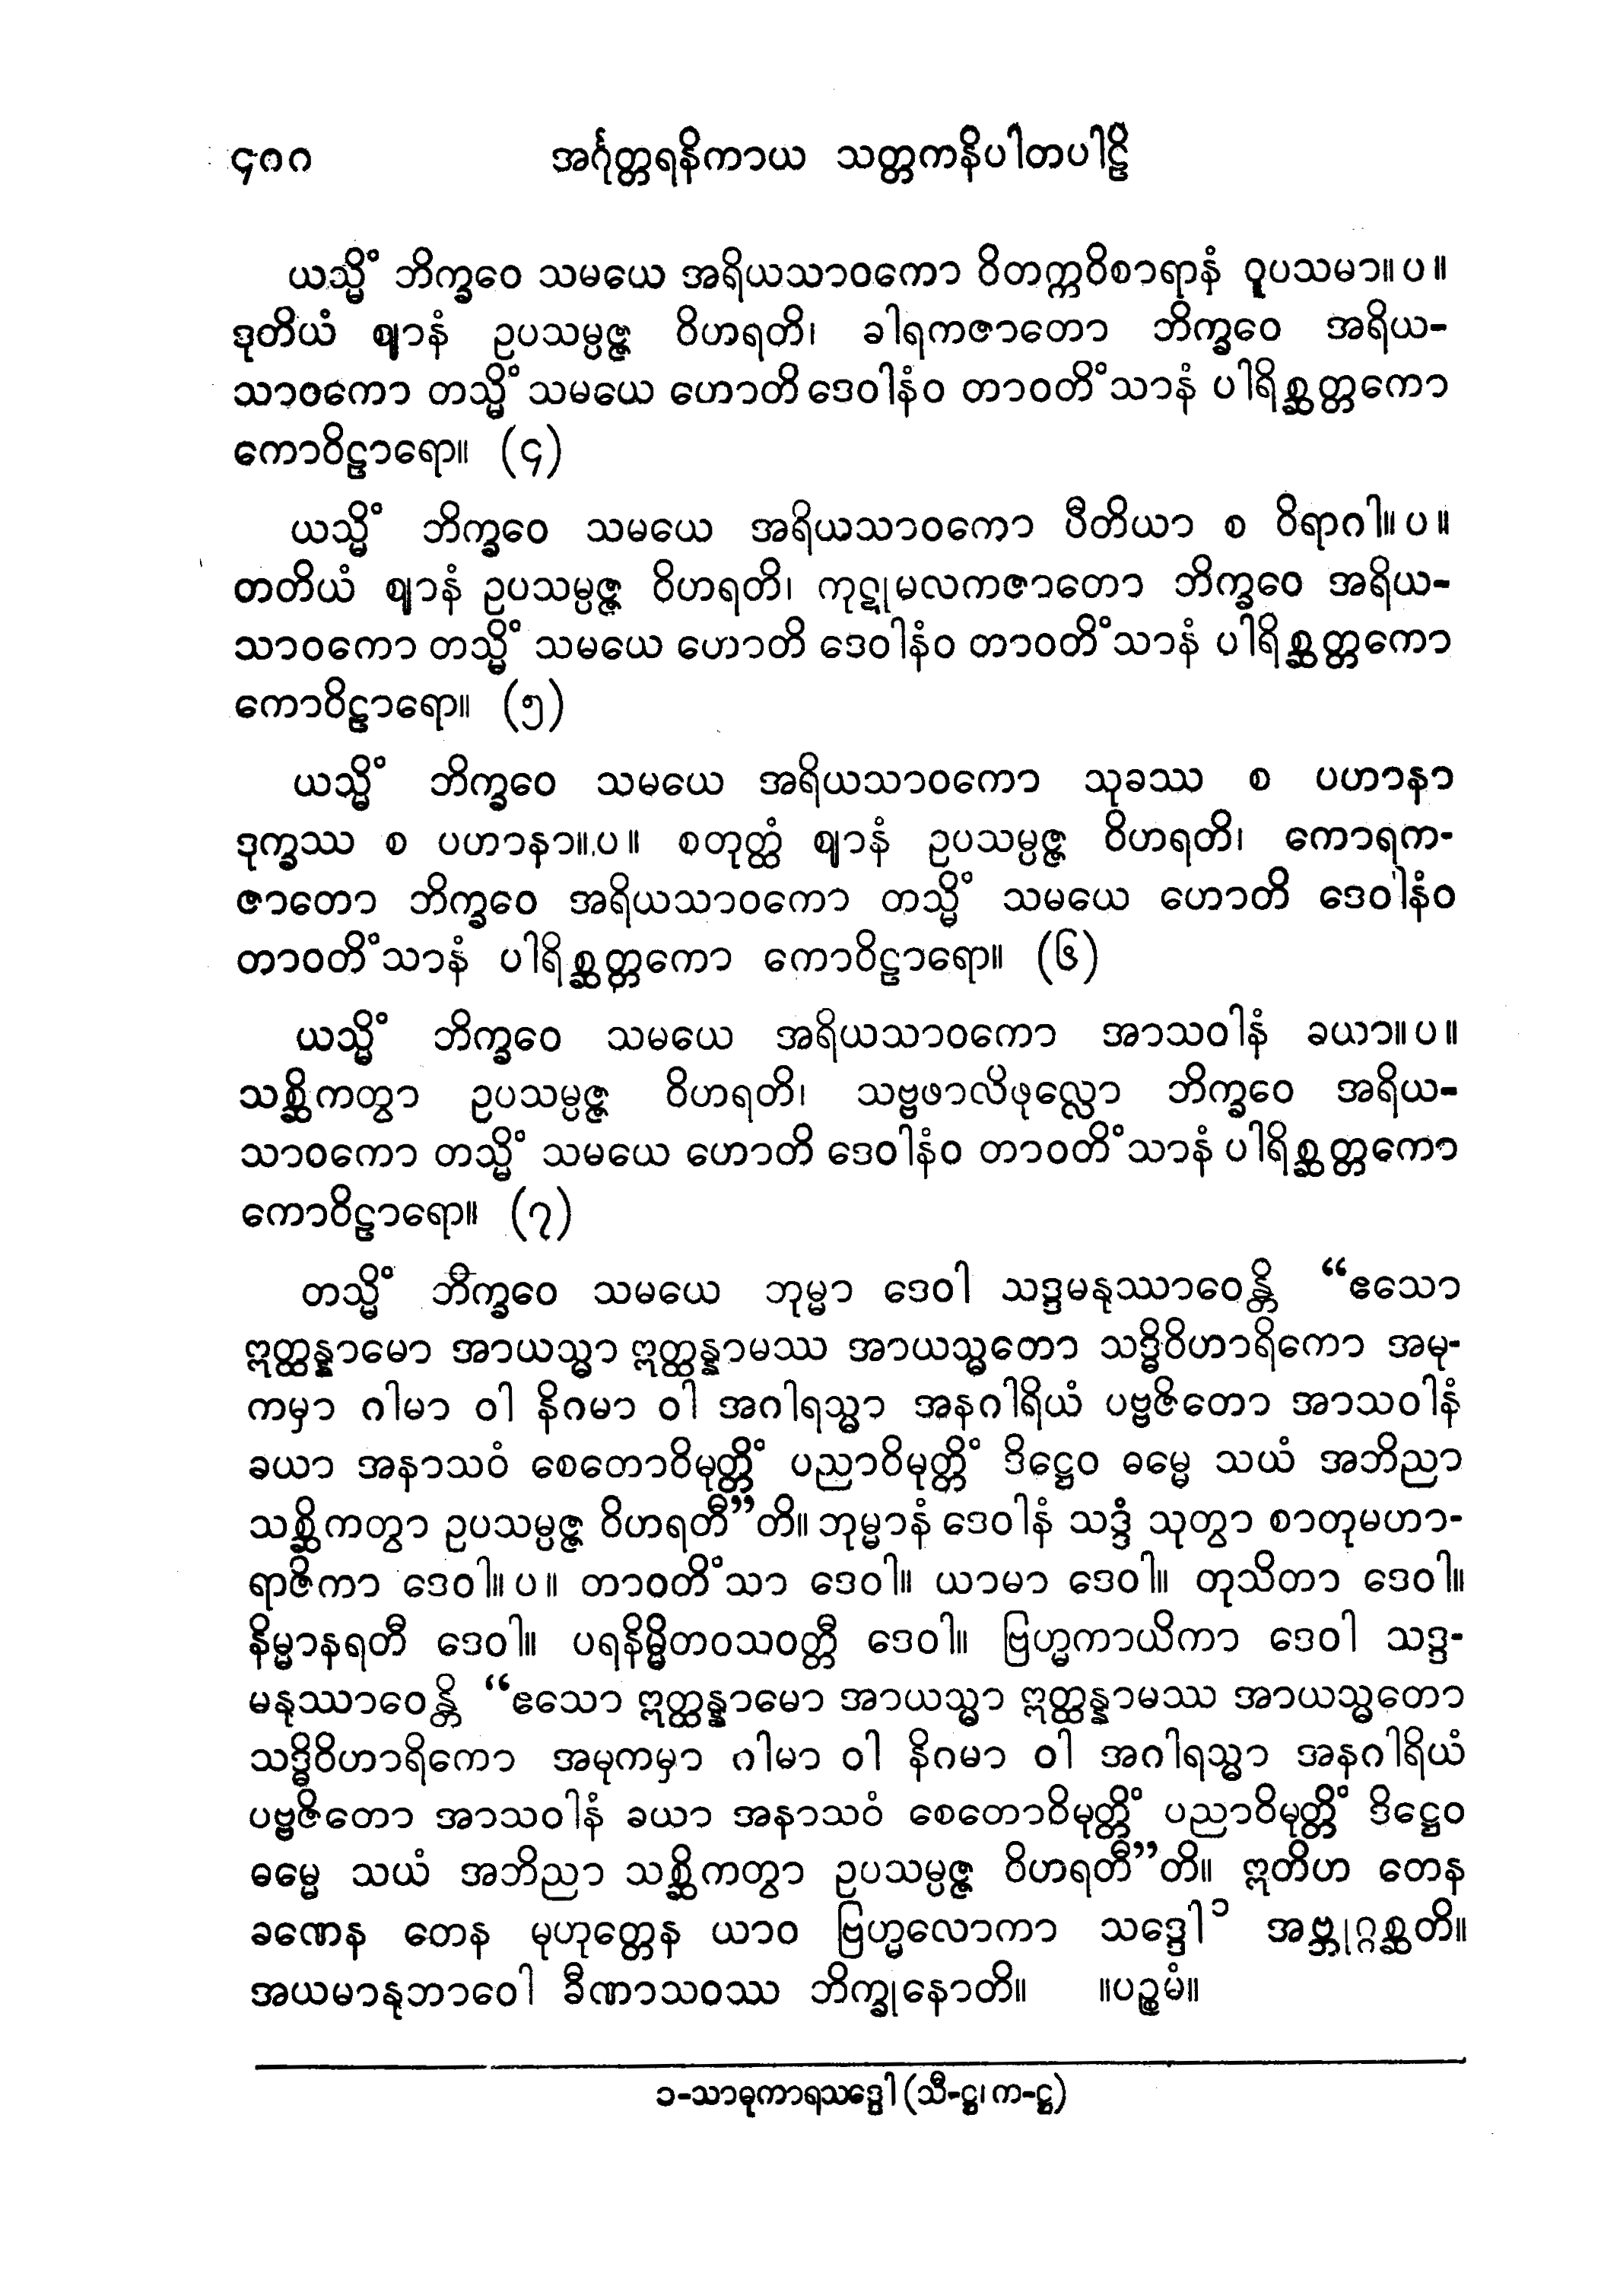 ၄၈၈ အင်္ဂုတ္တရနိကာယ သတ္တကနိပါတပါဠိ
ယသ္မိံ ဘိက္ခဝေ သမယေ အရိယသာဝကော ဝိတက္ကဝိစာရာနံ ဝူပသမာ။ပ။
ဒုတိယံ ဈာနံ ဥပသမ္ပဇ္ဇ ဝိဟရတိ၊ ခါရကဇာတော ဘိက္ခဝေ အရိယ-
သာဝကော တသ္မိံ သမယေ ဟောတိ ဒေဝါနံဝ တာဝတိံသာနံ ပါရိစ္ဆတ္တကော
ကောဝိဠာရော။ (၄)
ယသ္မိံ ဘိက္ခဝေ သမယေ အရိယသာဝကော ပီတိယာ စ ဝိရာဂါ။ပ။
တတိယံ ဈာနံ ဥပသမ္ပဇ္ဇ ဝိဟရတိ၊ ကုဋုမလကဇာတော ဘိက္ခဝေ အရိယ-
သာဝကော တသ္မိံ သမယေ ဟောတိ ဒေဝါနံဝ တာဝတိံသာနံ ပါရိစ္ဆတ္တကော
ကောဝိဠာရော။ (၅)
ယသ္မိံ ဘိက္ခဝေ သမယေ အရိယသာဝကော သုခဿ စ ပဟာနာ
ဒုက္ခဿ စ ပဟာနာ။ပ။ စတုတ္ထံ ဈာနံ ဥပသမ္ပဇ္ဇ ဝိဟရတိ၊ ကောရက-
ဇာတော ဘိက္ခဝေ အရိယသာဝကော တသ္မိံ သမယေ ဟောတိ ဒေဝါနံဝ
တာဝတိံသာနံ ပါရိစ္ဆတ္တကော ကောဝိဠာရော။ (၆)
ယသ္မိံ ဘိက္ခဝေ သမယေ အရိယသာဝကော အာသဝါနံ ခယာ။ပ။
သစ္ဆိကတွာ ဥပသမ္ပဇ္ဇ ဝိဟရတိ၊ သဗ္ဗဖာလိဖုလ္လော ဘိက္ခဝေ အရိယ-
သာဝကော တသ္မိံ သမယေ ဟောတိ ဒေဝါနံဝ တာဝတိံသာနံ ပါရိစ္ဆတ္တကော
ကောဝိဠာရော။ (၇)
တသ္မိံ ဘိက္ခဝေ သမယေ ဘုမ္မာ ဒေဝါ သဒ္ဒမနုဿာဝေန္တိ “ဧသော
ဣတ္ထန္နာမော အာယသ္မာ ဣတ္ထန္နာမဿ အာယသ္မတော သဒ္ဓိဝိဟာရိကော အမု-
ကမှာ ဂါမာ ဝါ နိဂမာ ဝါ အဂါရသ္မာ အနဂါရိယံ ပဗ္ဗဇိတော အာသဝါနံ
ခယာ အနာသဝံ စေတောဝိမုတ္တိံ ပညာဝိမုတ္တိံ ဒိဋ္ဌေဝ ဓမ္မေ သယံ အဘိညာ
သစ္ဆိကတွာ ဥပသမ္ပဇ္ဇ ဝိဟရတီ”တိ။ ဘုမ္မာနံ ဒေဝါနံ သဒ္ဒံ သုတွာ စာတုမဟာ-
ရာဇိကာ ဒေဝါ။ပ။ တာဝတိံသာ ဒေဝါ။ ယာမာ ဒေဝါ။ တုသိတာ ဒေဝါ။
နိမ္မာနရတီ ဒေဝါ။ ပရနိမ္မိတဝသဝတ္တီ ဒေဝါ။ ဗြဟ္မကာယိကာ ဒေဝါ သဒ္ဒ-
မနုဿာဝေန္တိ “ဧသော ဣတ္ထန္နာမော အာယသ္မာ ဣတ္ထန္နာမဿ အာယသ္မတော
သဒ္ဓိဝိဟာရိကော အမုကမှာ ဂါမာ ဝါ နိဂမာ ဝါ အဂါရသ္မာ အနဂါရိယံ
ပဗ္ဗဇိတော အာသဝါနံ ခယာ အနာသဝံ စေတောဝိမုတ္တိံ ပညာဝိမုတ္တိံ ဒိဋ္ဌေဝ
ဓမ္မေ သယံ အဘိညာ သစ္ဆိကတွာ ဥပသမ္ပဇ္ဇ ဝိဟရတီ”တိ။ ဣတိဟ တေန
ခဏေန တေန မုဟုတ္တေန ယာဝ ဗြဟ္မလောကာ သဒ္ဒေါ၁ အဗ္ဘုဂ္ဂစ္ဆတိ။
အယမာနုဘာဝေါ ခီဏာသဝဿ ဘိက္ခုနောတိ။ ။ပဉ္စမံ။
၁-သာဓုကာရသဒ္ဒေါ (သီ-ဋ္ဌ၊ က-ဋ္ဌ)